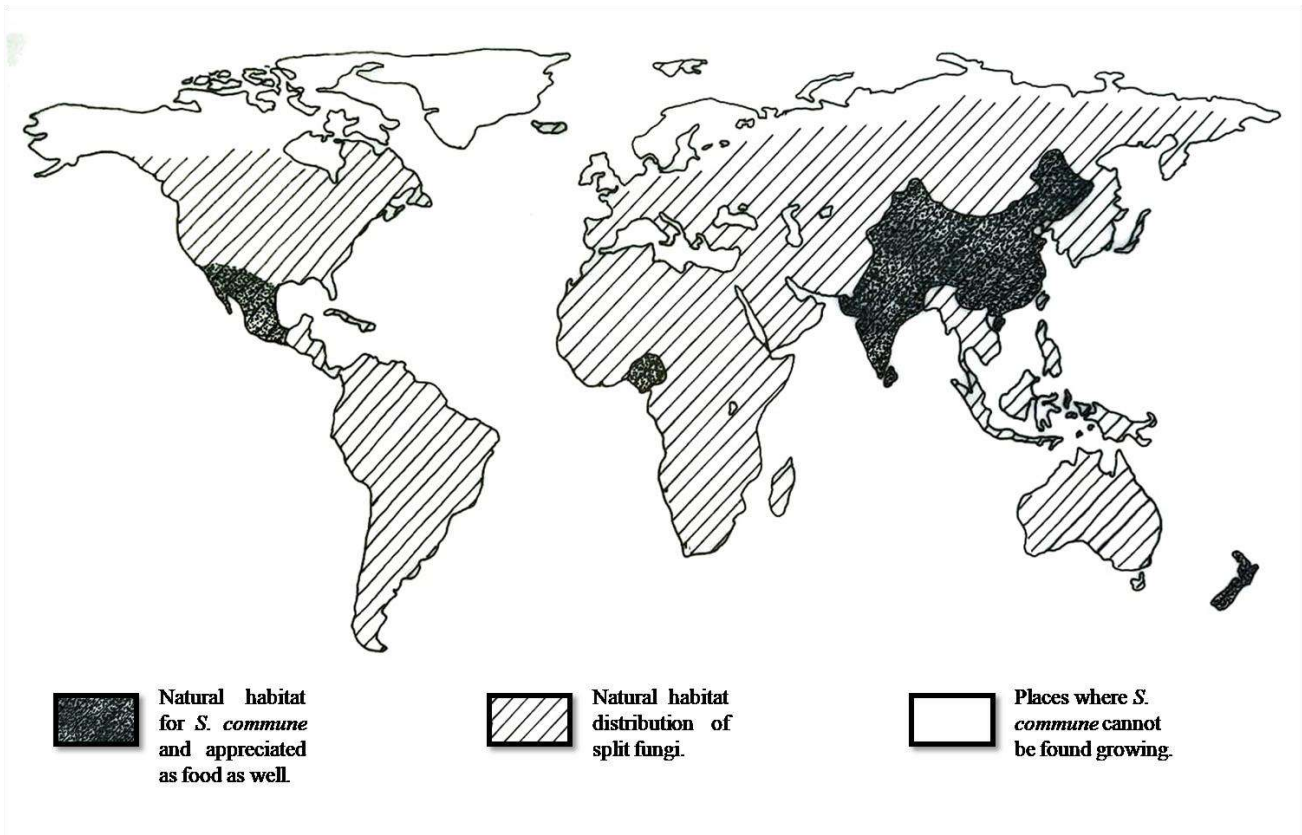 Natural habitat
for S. commune
and appreciated
as food as well.
Natural habitat
distribution of
split fungi.
Places where S.
commune cannot
be found growing.